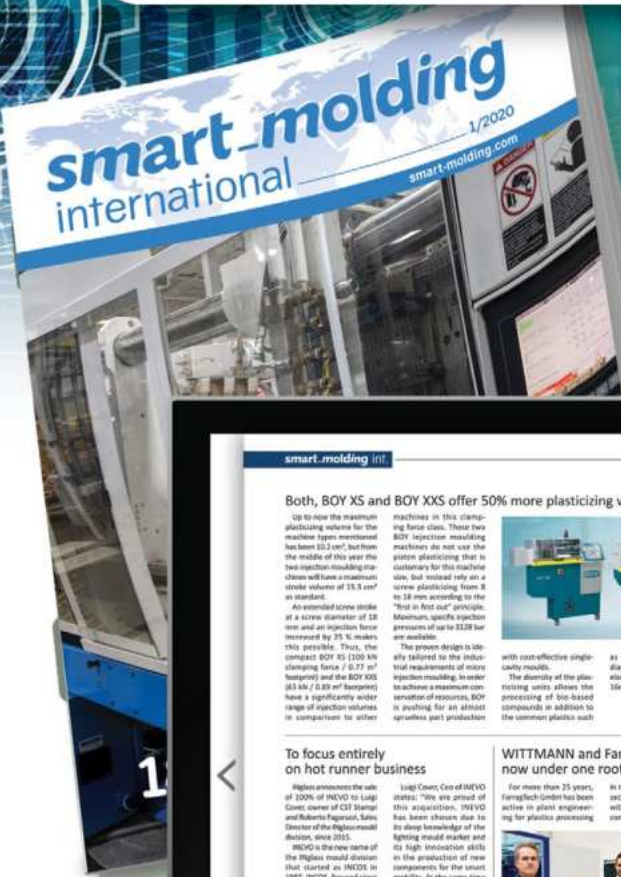 smart_molding
international
1/2020
smart-molding.com
DANGER
smart_molding int.
Both, BOY XS and BOY XXS offer 50% more plasticizing
Up to now the maximum
plasticizing volume for the
machine types mentioned
has been 10.2 cm³, but from
the middle of this year the
two injection moulding ma-
chines will have a maximum
stroke volume of 15.3 cm³
as standard.
An extended screw stroke
at a screw diameter of 18
mm and an injection force
increased by 25 % makes
this possible. Thus, the
compact BOY XS (100 kN
clamping force / 0.77 m²
footprint) and the BOY XXS
(63 kN / 0.89 m² footprint)
have a significantly wider
range of injection volumes
in comparison to other
machines in this clamp-
ing force class. These two
BOY injection moulding
machines do not use the
piston plasticizing that is
customary for this machine
size, but instead rely on a
screw plasticizing from 8
to 18 mm according to the
"first in first out" principle.
Maximum, specific injection
pressures of up to 3128 bar
are available.
The proven design is ide-
ally tailored to the indus-
trial requirements of micro
injection moulding. In order
to achieve a maximum con-
servation of resources, BOY
is pushing for an almost
sprueless part production
with cost-effective single-
cavity moulds.
The diversity of the plas-
ticizing units allows the
processing of bio-based
compounds in addition to
the common plastics such
as
To focus entirely
on hot runner business
announces the sale
of 100% of INEVO to Luigi
Cover, owner of CST Stampi
and Roberto Fagarazzi, Sales
Director of the mould
division, since 2015.
INEVO is the new name of
the mould division
that started as INCOS in
Luigi Cover, Ceo of INEVO
states: "We are proud of
this acquisition. INEVO
has been chosen due to
its deep knowledge of the
lighting mould market and
its high innovation skills
in the production of new
components for the smart
WITTMANN and
now under one roof
For more than 25 years,
FarragTech GmbH has been
active in plant engineer-
ing for plastics processing